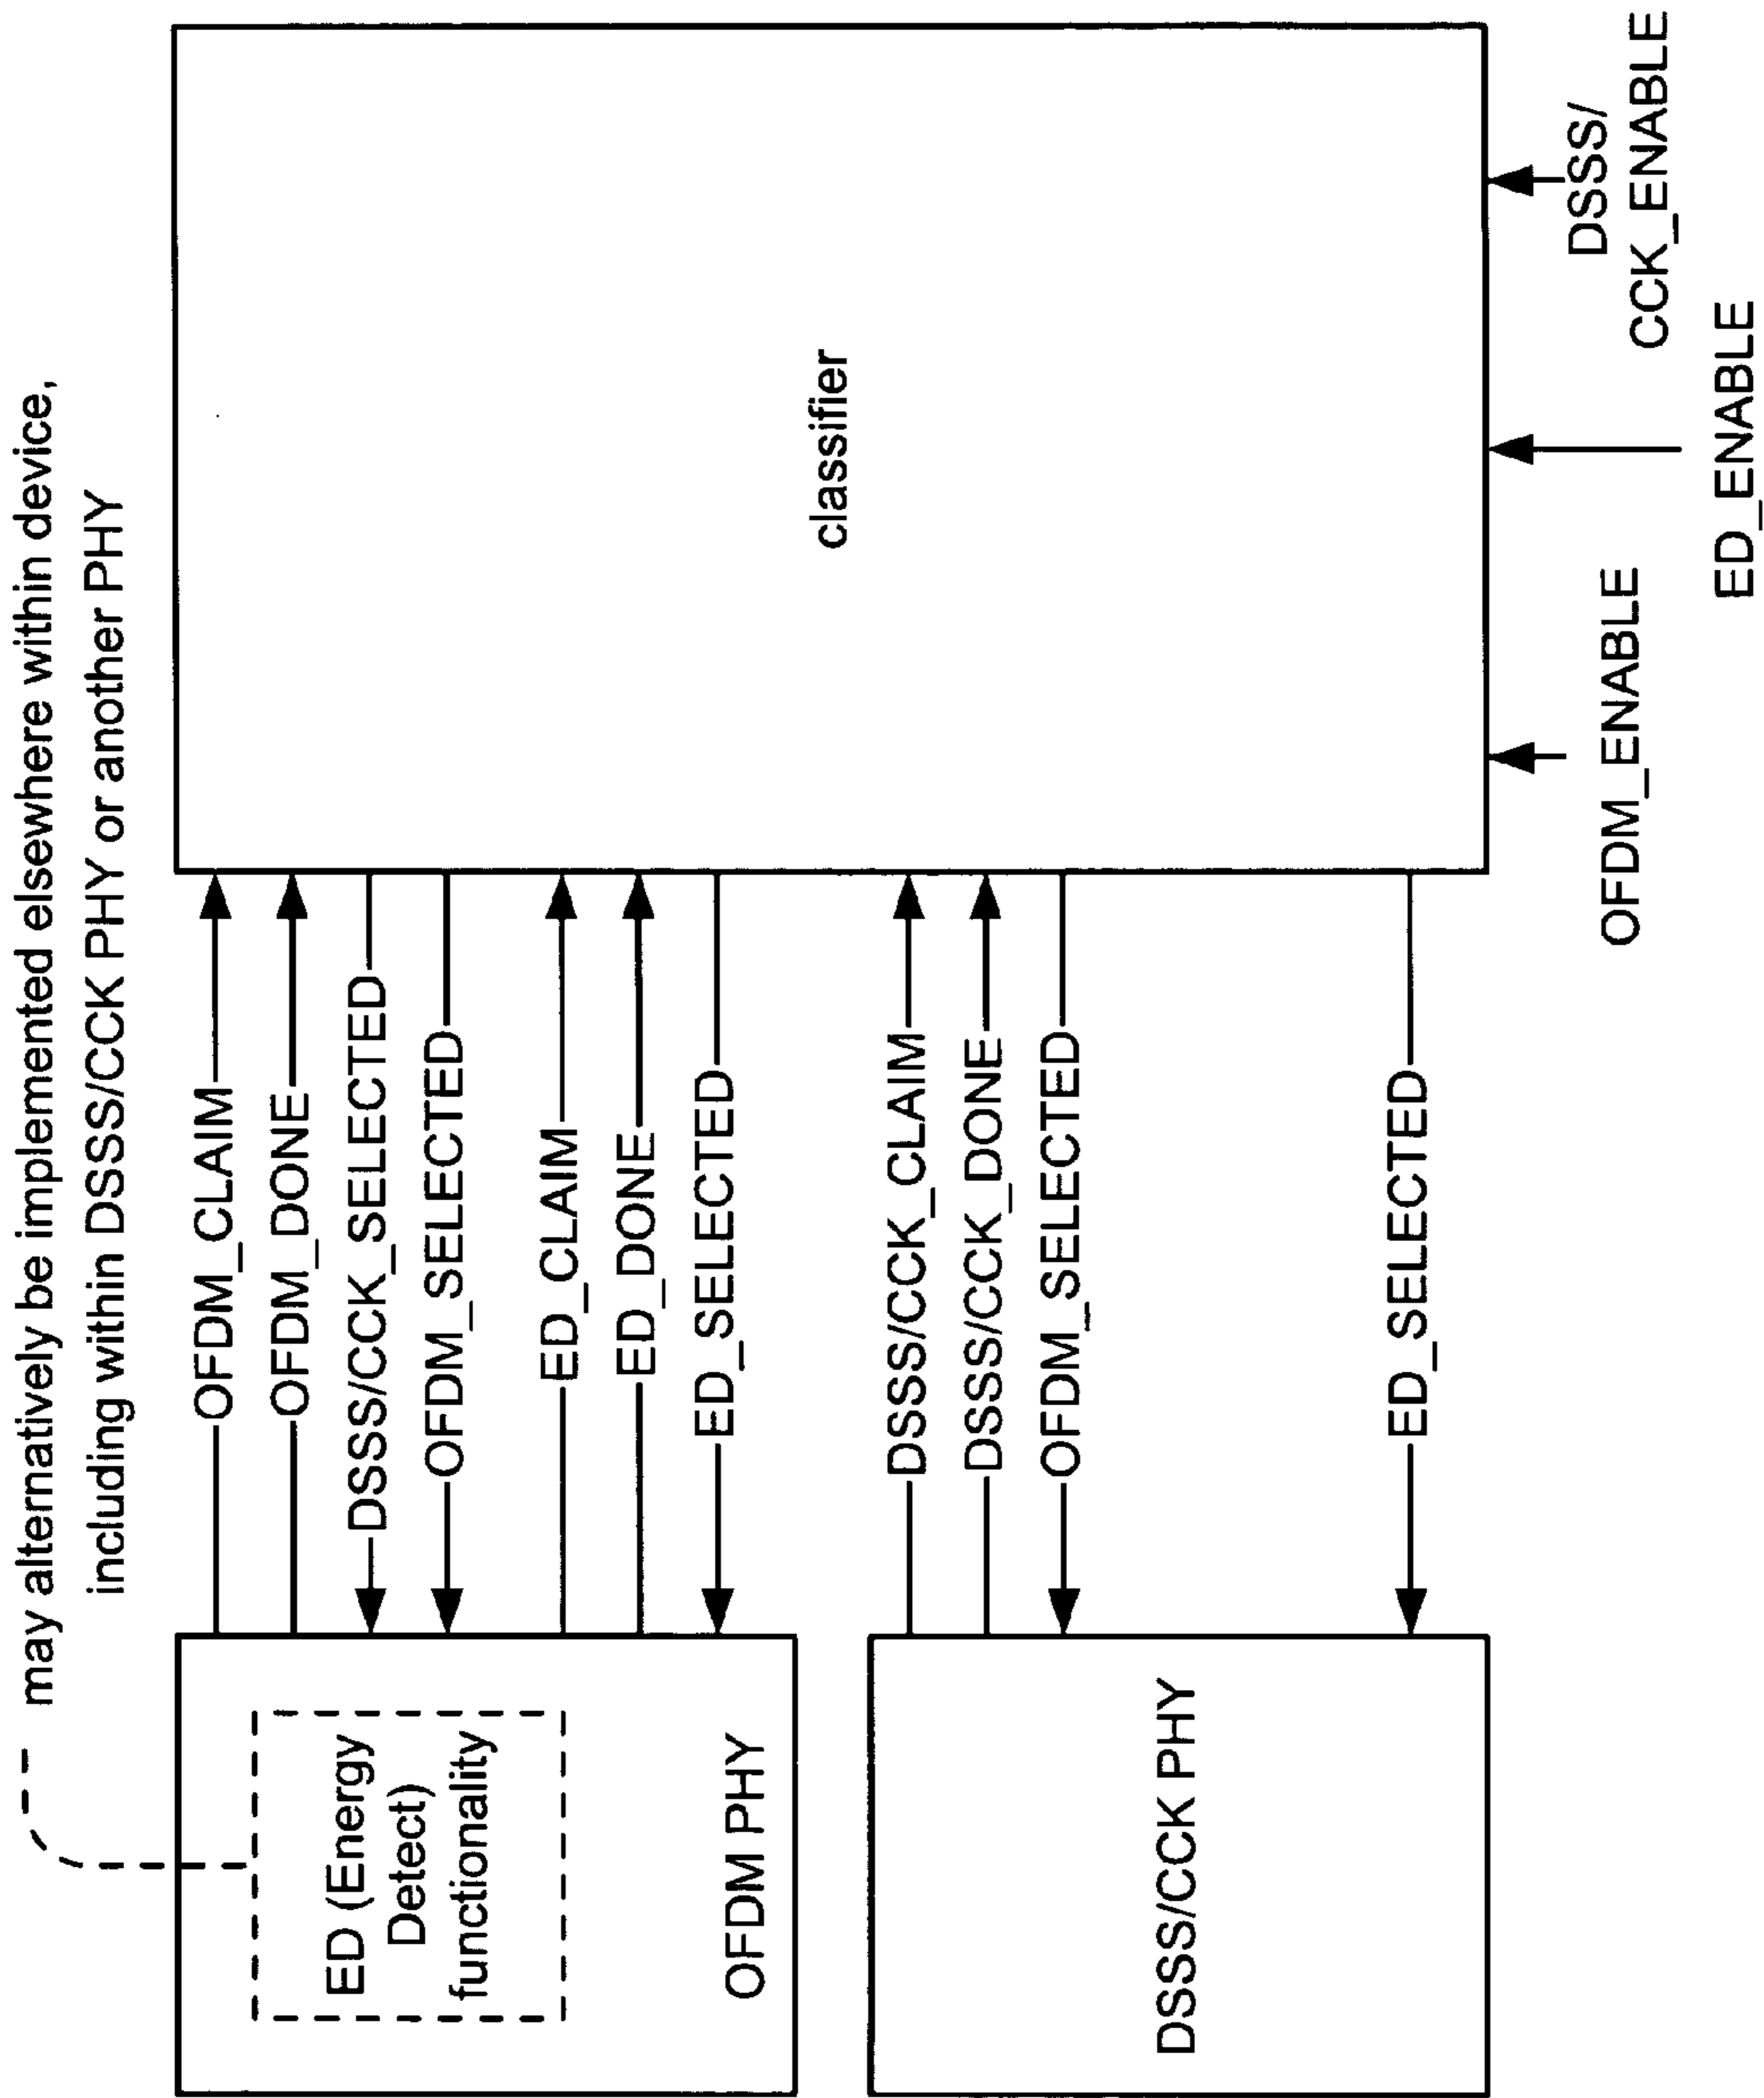 may alternatively be implemented elsewhere within device,
including within DSSS/CCK PHY or another PHY
ED (Energy
Detect)
functionality
OFDM PHY
OFDM_CLAIM
OFDM_DONE
DSSS/CCK_SELECTED
OFDM_SELECTED
ED_CLAIM
ED_DONE
ED_SELECTED
DSSS/CCK PHY
DSSS/CCK_CLAIM
DSSS/CCK_DONE
OFDM_SELECTED
ED_SELECTED
classifier
OFDM_ENABLE
ED_ENABLE
DSSS/
CCK_ENABLE